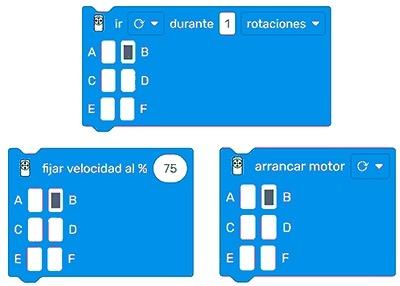 ir durante 1 rotaciones
A B
C D
E F
fijar velocidad al % 75
A B
C D
E F
arrancar motor
A B
C D
E F